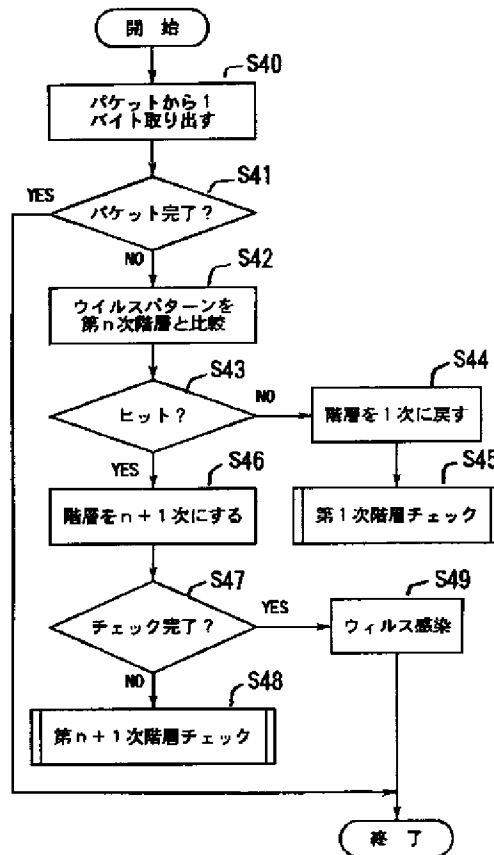 開始
S40
パケットから1
バイト取り出す
S41
YES
パケット完了?
NO
S42
ウイルスパターンを
第n次階層と比較
S43
ヒット?
NO
S44
階層を1次に戻す
YES
S46
S45
階層をn+1次にする
第1次階層チェック
S47
チェック完了?
YES
S49
ウィルス感染
NO
S48
第n+1次階層チェック
終了